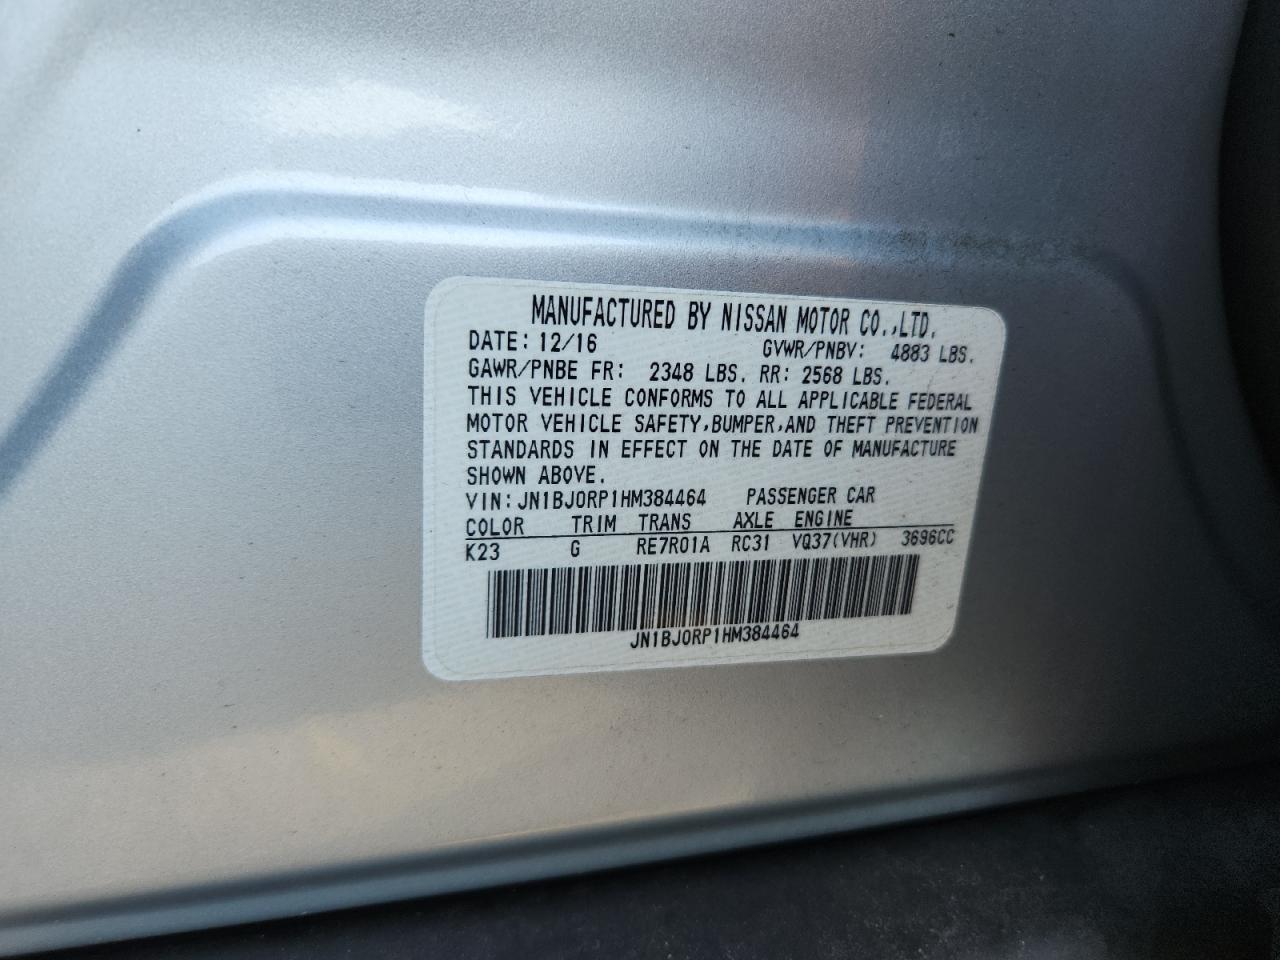 MANUFACTURED BY NISSAN MOTOR CO.,LTD.
DATE: 12/16 GVWR/PNBV: 4883 LBS.
GAWR/PNBE FR: 2348 LBS. RR: 2568 LBS.
THIS VEHICLE CONFORMS TO ALL APPLICABLE FEDERAL
MOTOR VEHICLE SAFETY,BUMPER,AND THEFT PREVENTION
STANDARDS IN EFFECT ON THE DATE OF MANUFACTURE
SHOWN ABOVE.
VIN: JN1BJ0RP1HM384464 PASSENGER CAR
COLOR TRIM TRANS AXLE ENGINE
K23 G RE7R01A RC31 VQ37(VHR) 3696CC
JN1BJ0RP1HM384464